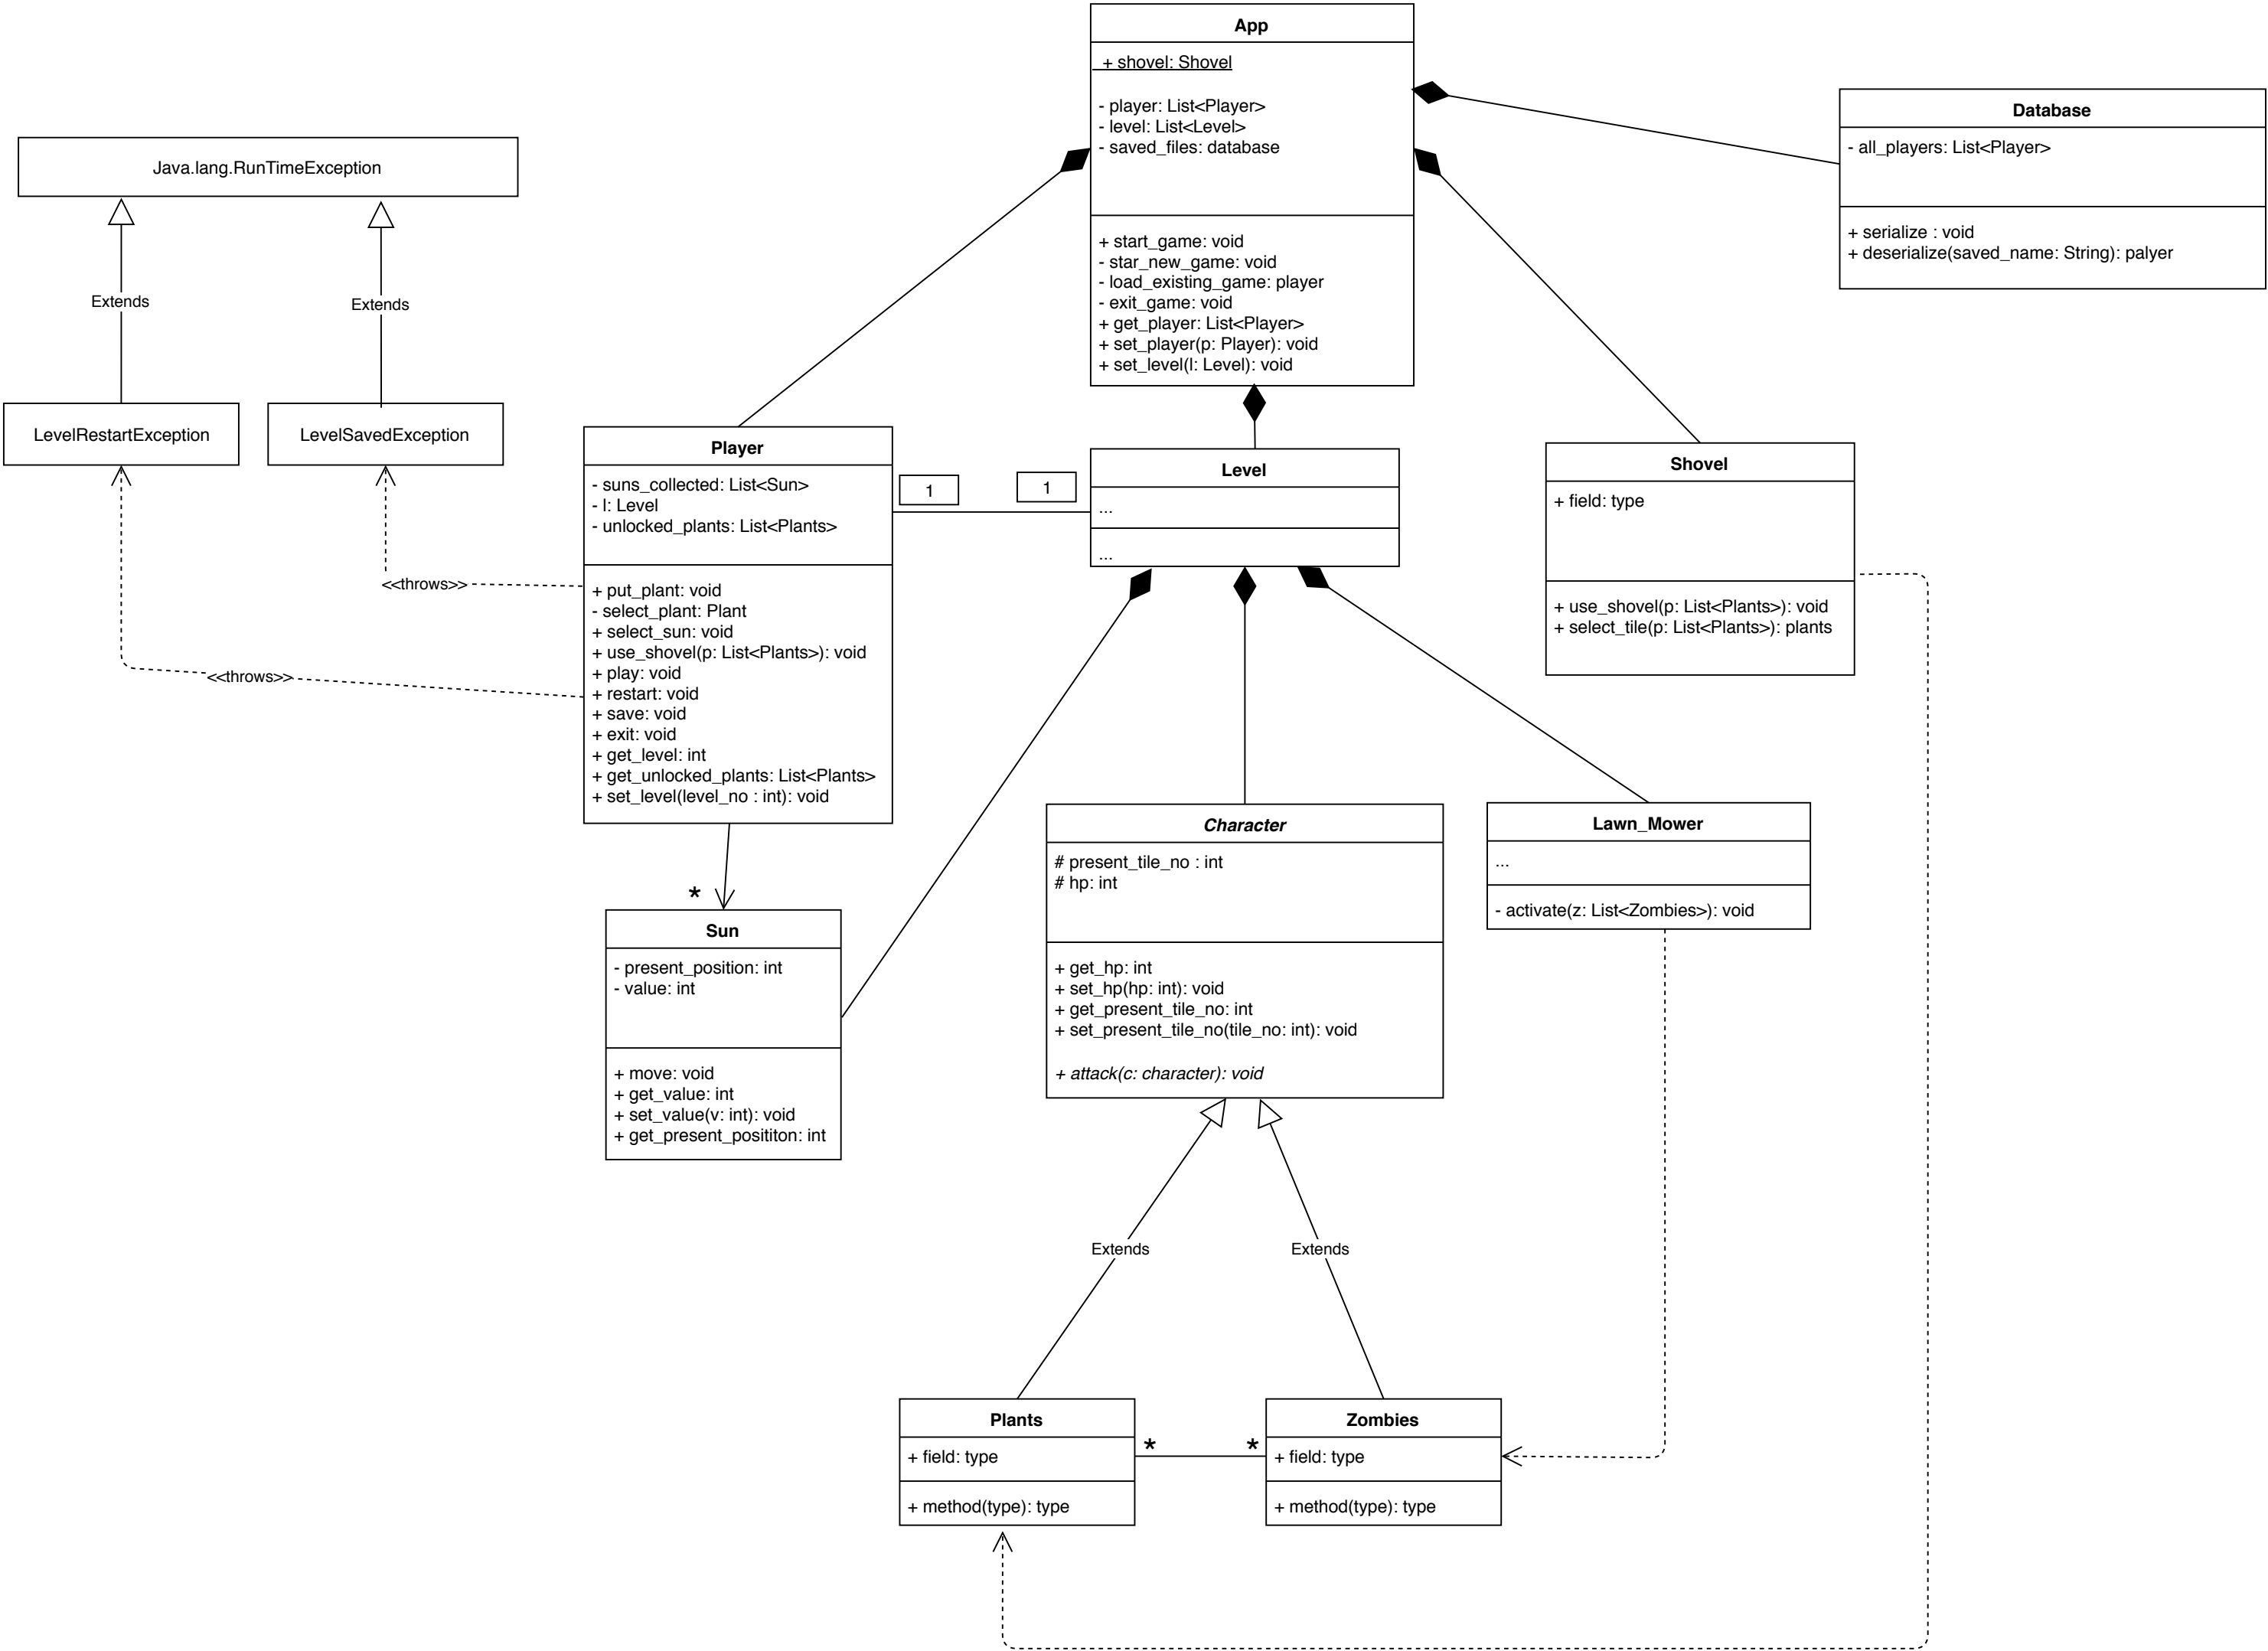 App
+ shovel: Shovel
- player: List<Player>
- level: List<Level>
- saved_files: database
+ start_game: void
- star_new_game: void
- load_existing_game: player
- exit_game: void
+ get_player: List<Player>
+ set_player(p: Player): void
+ set_level(l: Level): void
Database
- all_players: List<Player>
+ serialize : void
+ deserialize(saved_name: String): palyer
Java.lang.RunTimeException
Extends
Extends
LevelRestartException
LevelSavedException
<<throws>>
<<throws>>
Player
- suns_collected: List<Sun>
- l: Level
- unlocked_plants: List<Plants>
+ put_plant: void
- select_plant: Plant
+ select_sun: void
+ use_shovel(p: List<Plants>): void
+ play: void
+ restart: void
+ save: void
+ exit: void
+ get_level: int
+ get_unlocked_plants: List<Plants>
+ set_level(level_no : int): void
1
1
Level
...
...
Shovel
+ field: type
+ use_shovel(p: List<Plants>): void
+ select_tile(p: List<Plants>): plants
*
Sun
- present_position: int
- value: int
+ move: void
+ get_value: int
+ set_value(v: int): void
+ get_present_posititon: int
Character
# present_tile_no : int
# hp: int
+ get_hp: int
+ set_hp(hp: int): void
+ get_present_tile_no: int
+ set_present_tile_no(tile_no: int): void
+ attack(c: character): void
Lawn_Mower
...
- activate(z: List<Zombies>): void
Extends
Extends
Plants
+ field: type
+ method(type): type
*
*
Zombies
+ field: type
+ method(type): type